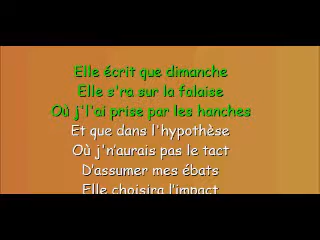 Elle écrit que dimanche
Elle s'ra sur la falaise
Où j'l'ai prise par les hanches
Et que dans l'hypothèse
Où j'n'aurais pas le tact
D'assumer mes ébats
Elle choisira l'impact